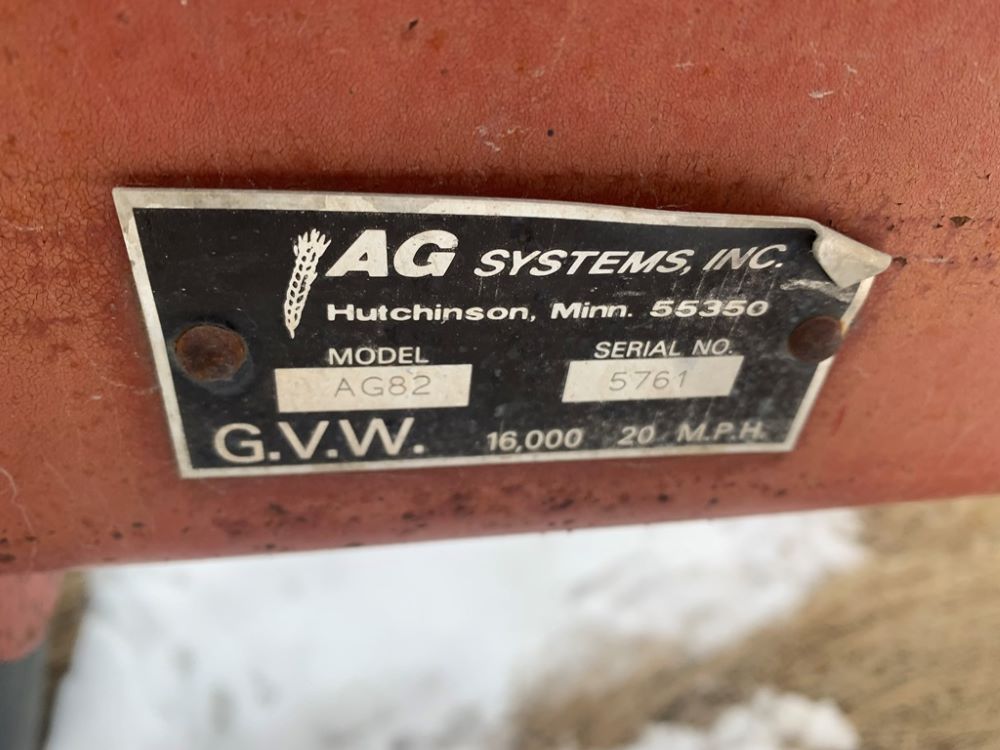 AG SYSTEMS, INC.
Hutchinson, Minn. 55350
MODEL SERIAL NO.
AG82 5761
G.V.W. 16,000 20 M.P.H.